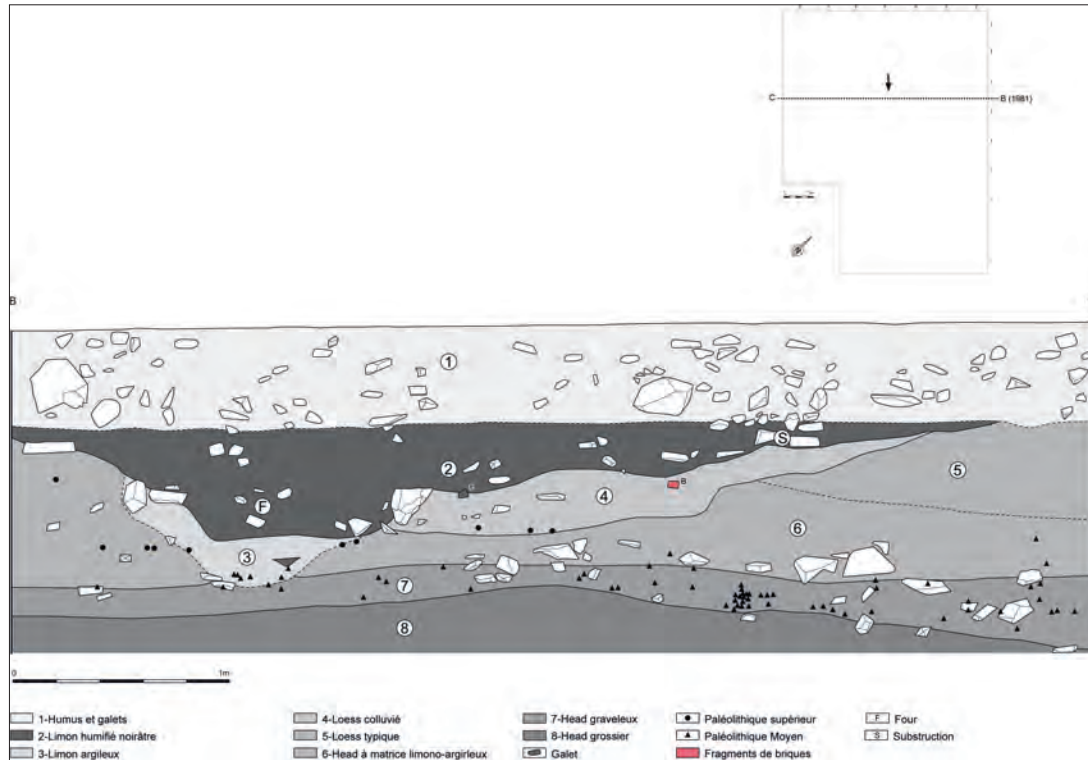 C
B (1981)
B
1
2
S
5
F
4
B
3
6
7
8
0
1m
1-Humus et galets
2-Limon humifié noirâtre
3-Limon argileux
4-Loess colluvié
5-Loess typique
6-Head à matrice limono-argirleux
7-Head graveleux
8-Head grossier
Galet
Paléolithique supérieur
Paléolithique Moyen
Fragments de briques
F Four
S Substruction